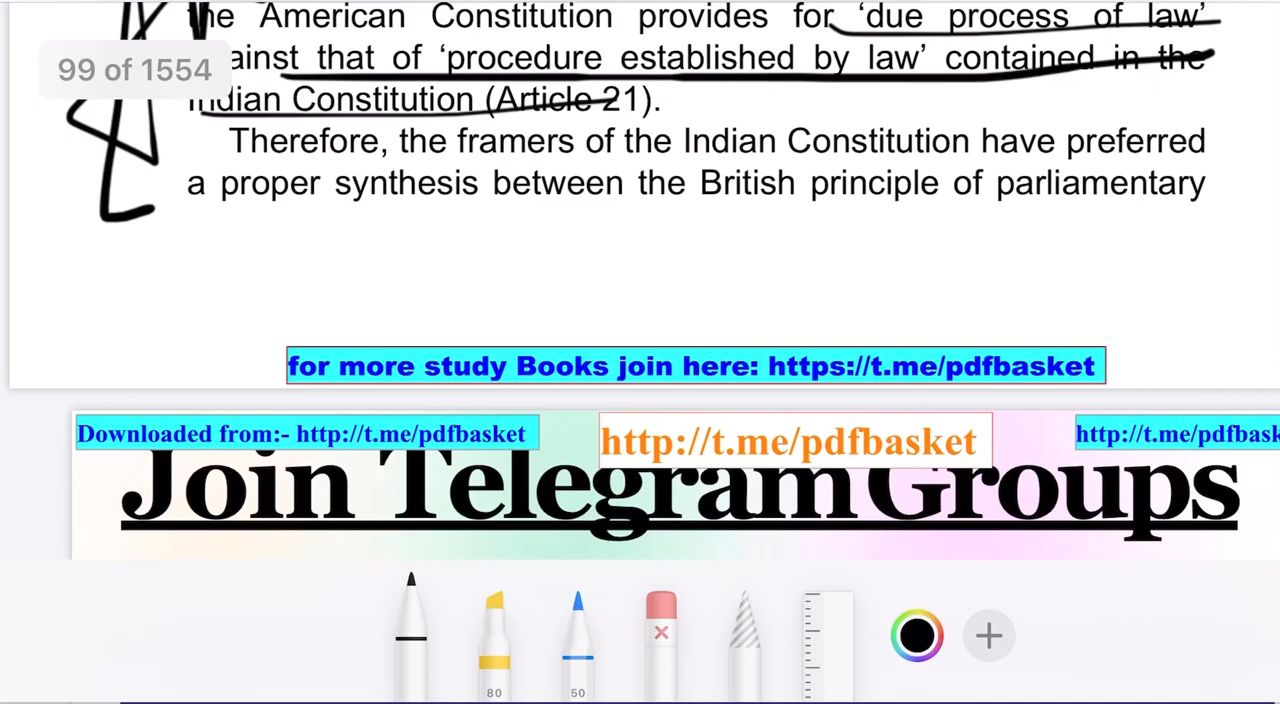 the American Constitution provides for ‘due process of law’
against that of ‘procedure established by law’ contained in the
99 of 1554
Indian Constitution (Article 21).
Therefore, the framers of the Indian Constitution have preferred
a proper synthesis between the British principle of parliamentary
for more study Books join here: https://t.me/pdfbasket
Downloaded from:- http://t.me/pdfbasket
http://t.me/pdfbasket
http://t.me/pdfbask
Join Telegram Groups
80
50